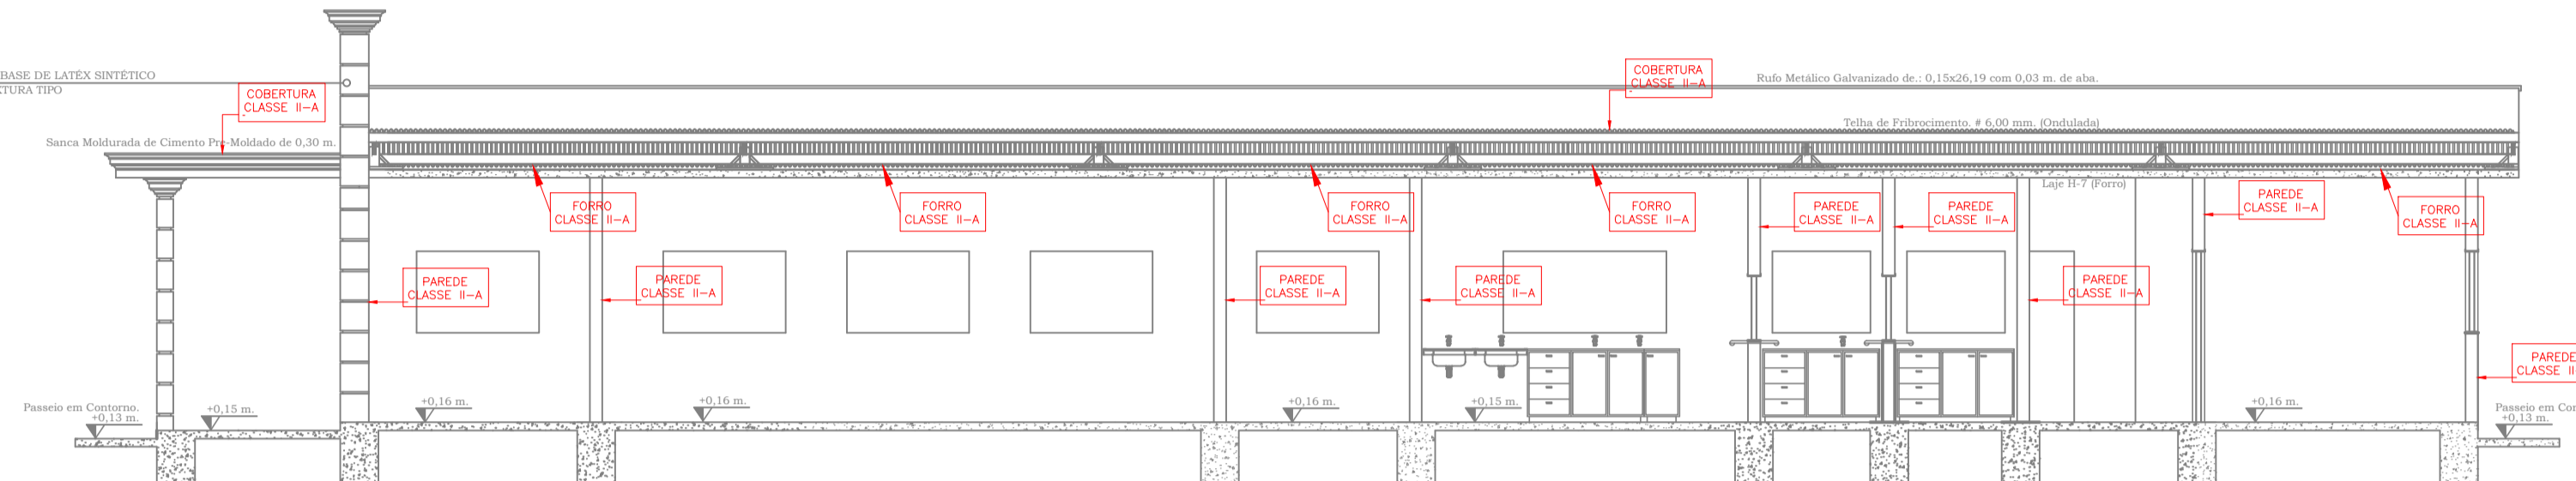 BASE DE LATÉX SINTÉTICO
TURA TIPO
COBERTURA
CLASSE II-A
Sanca Moldurada de Cimento Pré-Moldado de 0,30 m.
COBERTURA
CLASSE II-A
Rufo Metálico Galvanizado de.: 0,15x26,19 com 0,03 m. de aba.
Telha de Fribrocimento. # 6,00 mm. (Ondulada)
Laje H-7 (Forro)
FORRO
CLASSE II-A
FORRO
CLASSE II-A
FORRO
CLASSE II-A
FORRO
CLASSE II-A
PAREDE
CLASSE II-A
PAREDE
CLASSE II-A
PAREDE
CLASSE II-A
FORRO
CLASSE II-A
PAREDE
CLASSE II-A
PAREDE
CLASSE II-A
PAREDE
CLASSE II-A
PAREDE
CLASSE II-A
PAREDE
CLASSE II-A
PAREDE
CLASSE II
Passeio em Contorno.
+0,13 m.
+0,15 m.
+0,16 m.
+0,16 m.
+0,16 m.
+0,15 m.
+0,16 m.
Passeio em Con
+0,13 m.